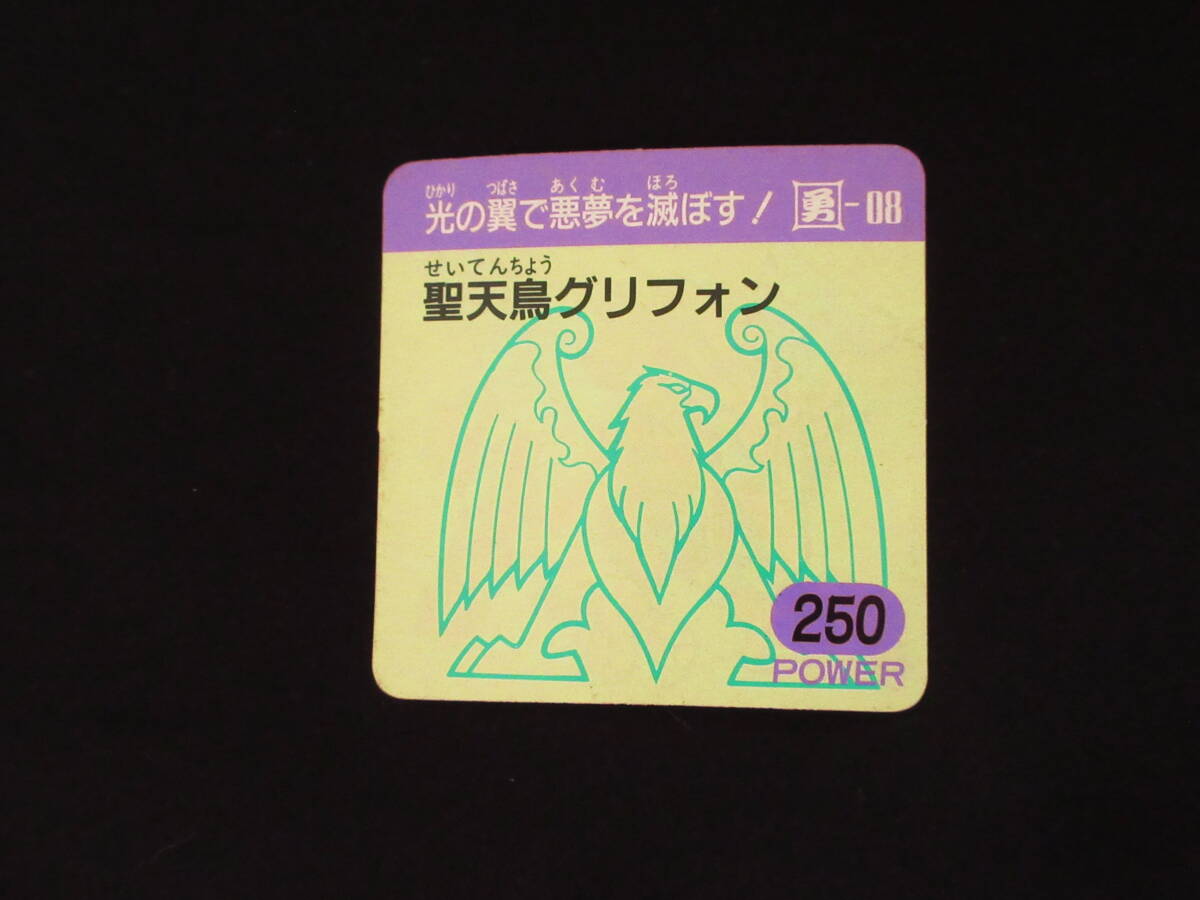 ひかり つばさ あくむ ほろ
光の翼で悪夢を滅ぼす! 勇-08
せいてんちょう
聖天鳥グリフォン
250
POWER